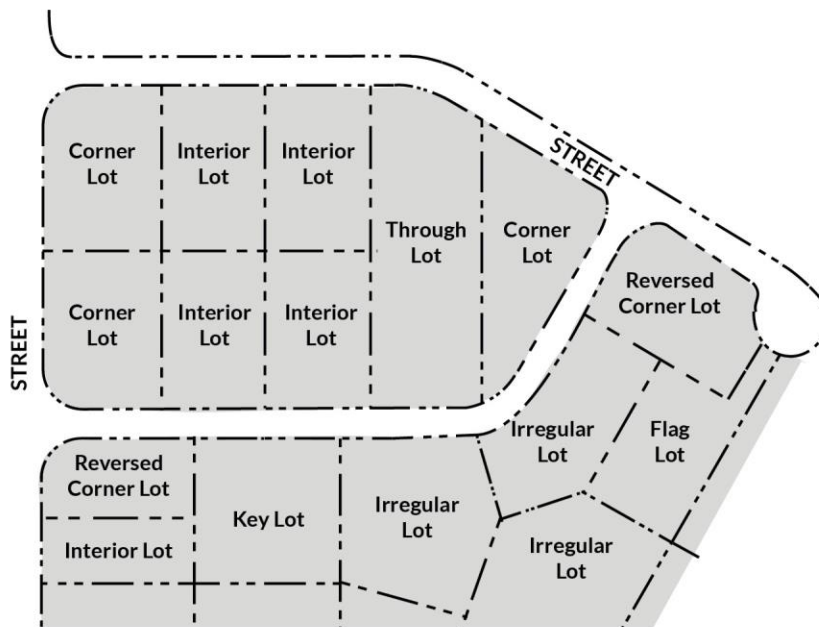 STREET
Corner
Lot
Interior
Lot
Interior
Lot
Through
Lot
Corner
Lot
Reversed
Corner Lot
STREET
Corner
Lot
Interior
Lot
Interior
Lot
Irregular
Lot
Flag
Lot
Reversed
Corner Lot
Key Lot
Irregular
Lot
Interior Lot
Irregular
Lot